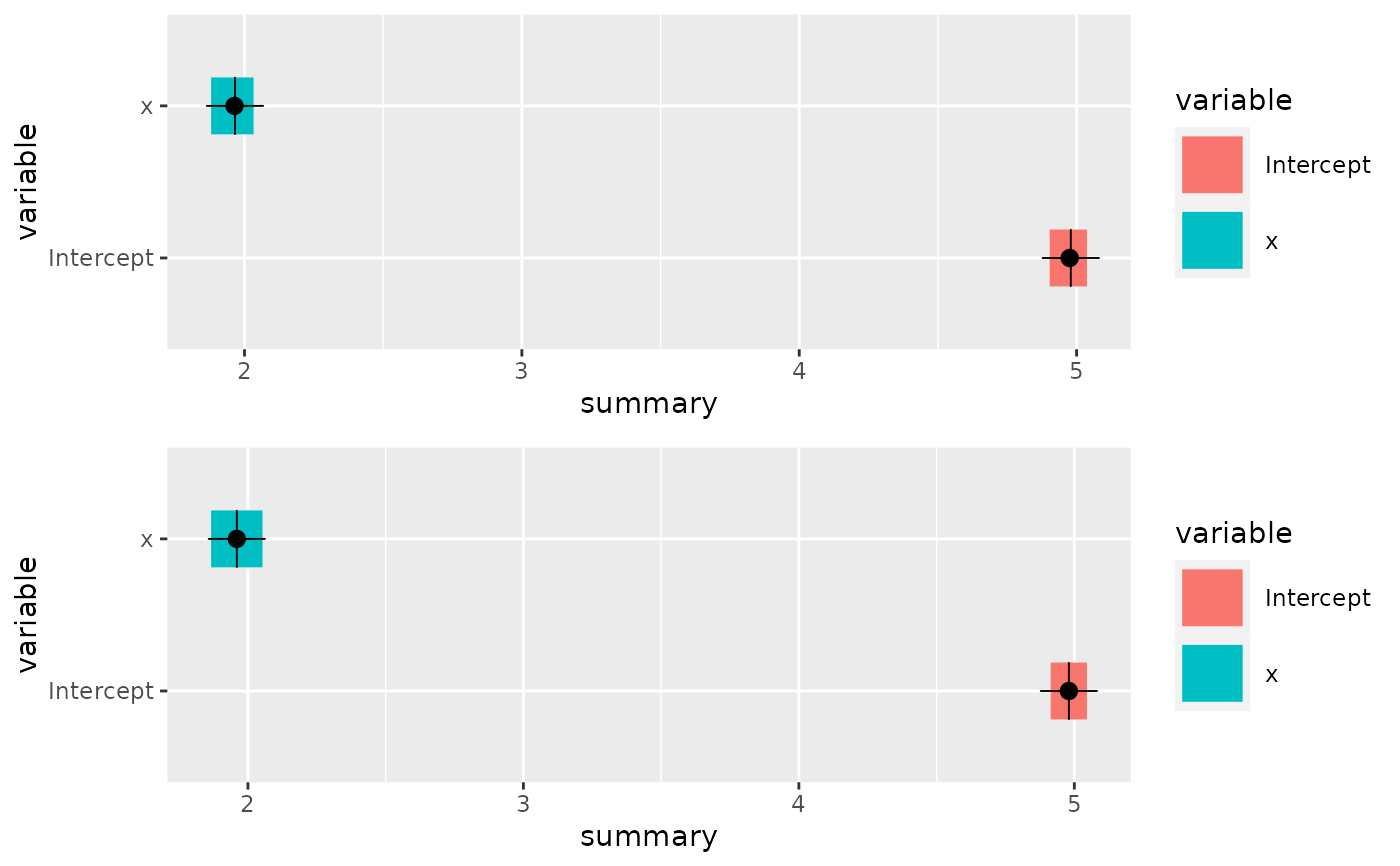 variable
x
Intercept
2 3 4 5
summary
variable
Intercept
x
variable
x
Intercept
2 3 4 5
summary
variable
Intercept
x